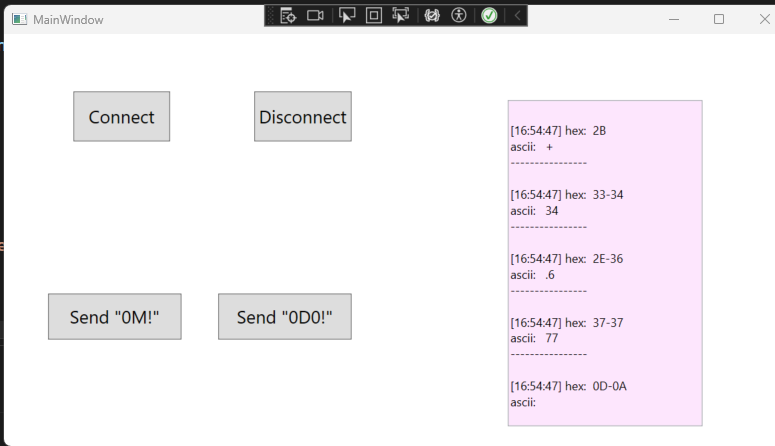 MainWindow
Connect
Disconnect
Send "0M!"
Send "0D0!"
[16:54:47] hex:  2B
ascii:   +
----------------
[16:54:47] hex:  33-34
ascii:   34
----------------
[16:54:47] hex:  2E-36
ascii:   .6
----------------
[16:54:47] hex:  37-37
ascii:   77
----------------
[16:54:47] hex:  0D-0A
ascii: